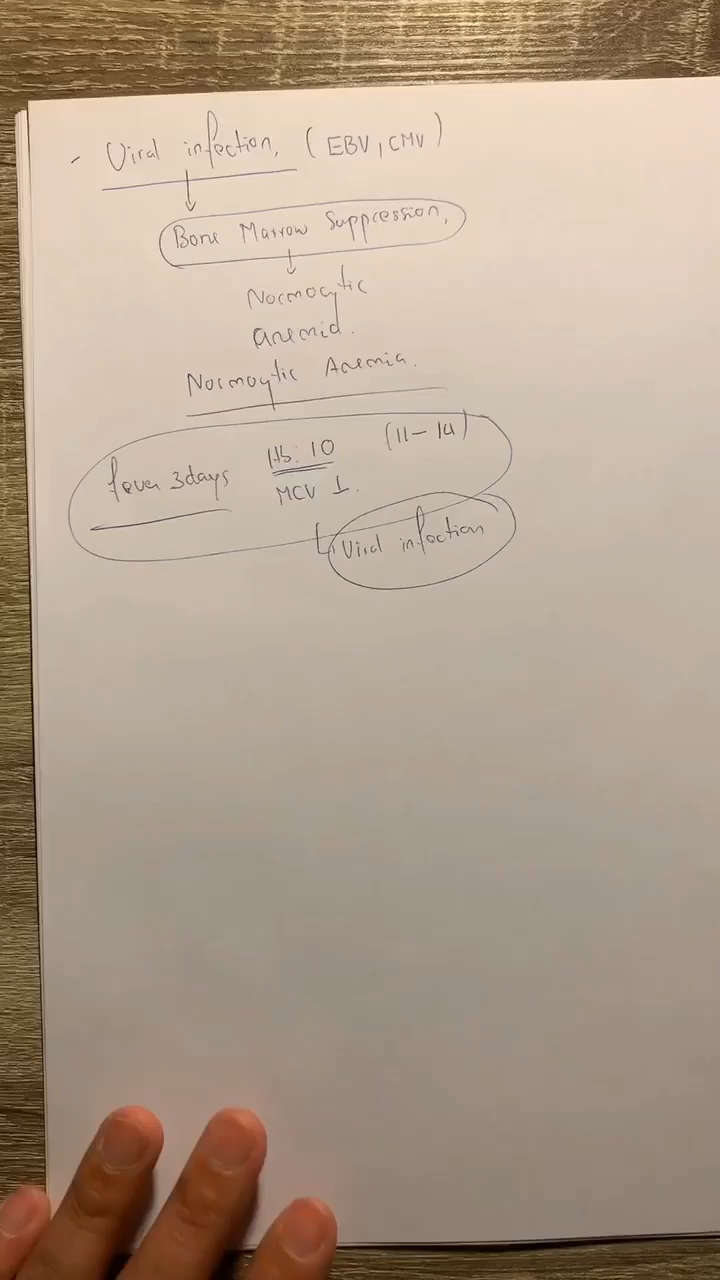 - Viral infection, (EBV, CMV)
Bone Marrow Suppression,
Normocytic
anemia.
Normocytic Anemia.
fever 3days Hb: 10 (11-14)
MCV ⊥.
Viral infection